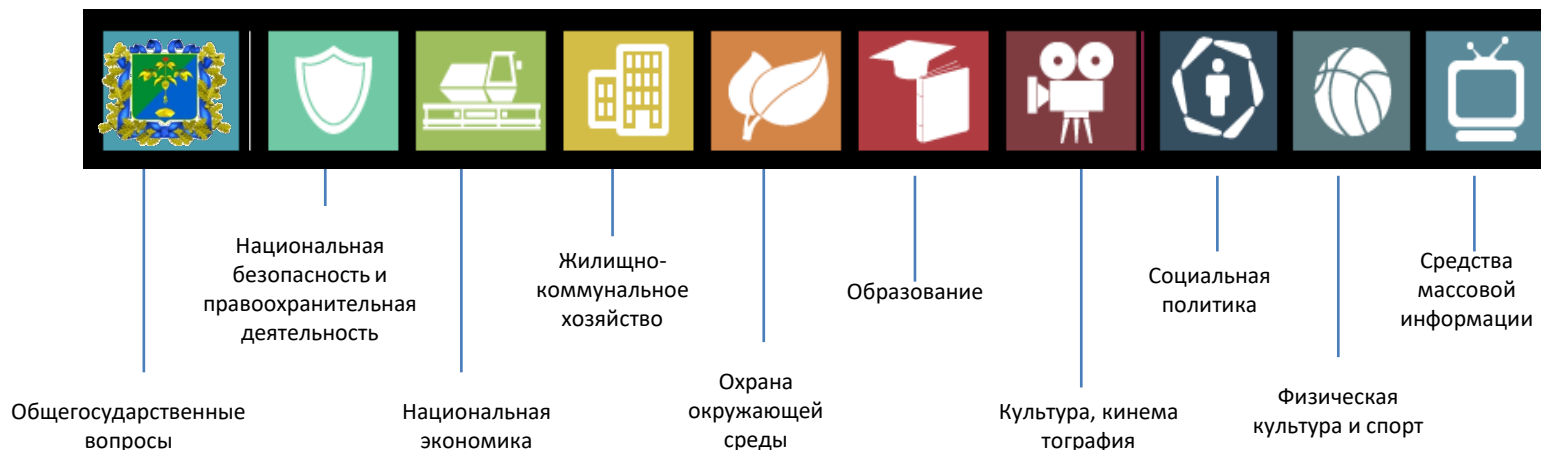 Общегосударственные
вопросы
Национальная
безопасность и
правоохранительная
деятельность
Национальная
экономика
Жилищно-
коммунальное
хозяйство
Охрана
окружающей
среды
Образование
Культура, кинема
тография
Социальная
политика
Физическая
культура и спорт
Средства
массовой
информации